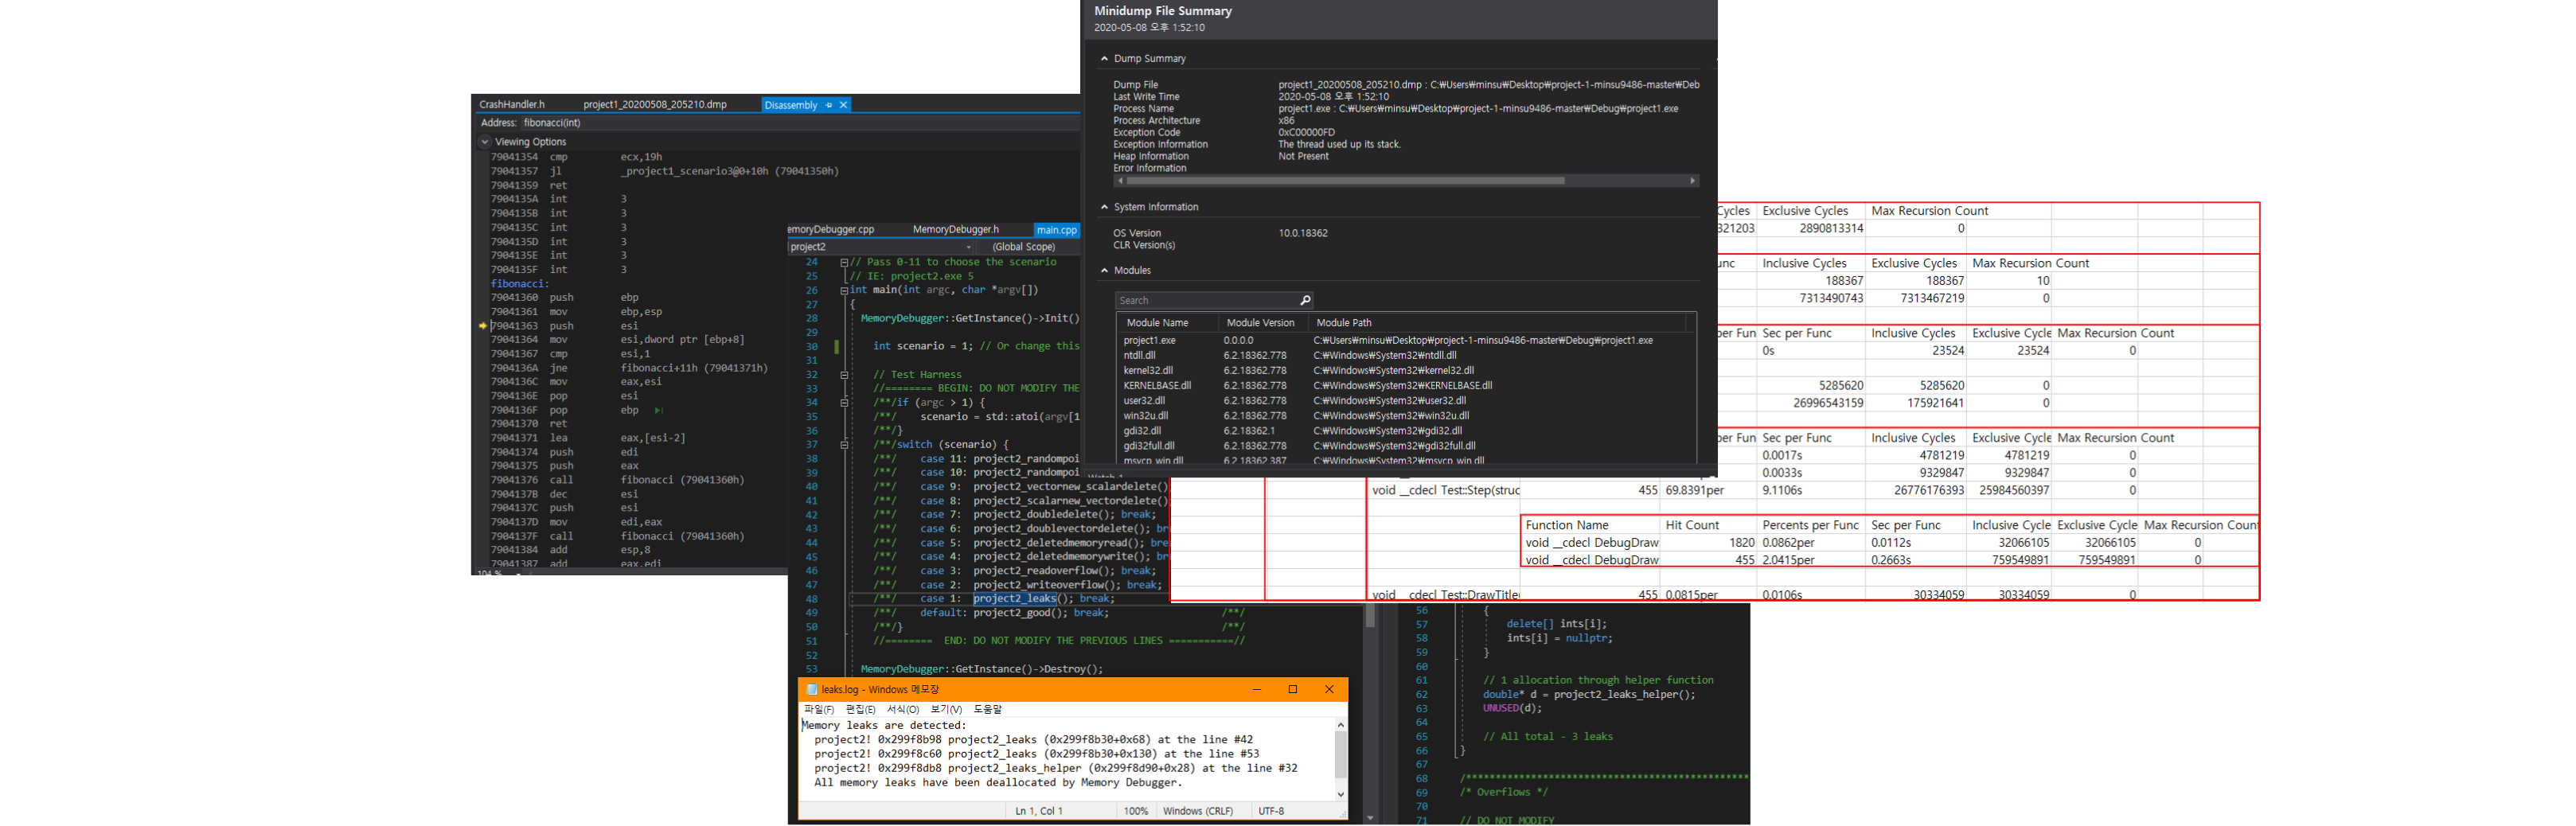 Minidump File Summary
2020-05-08 오후 1:52:10
Dump Summary
Dump File project1_20200508_205210.dmp : C:₩Users₩minsu₩Desktop₩project-1-minsu9486-master₩Deb
Last Write Time 2020-05-08 오후 1:52:10
Process Name project1.exe : C:₩Users₩minsu₩Desktop₩project-1-minsu9486-master₩Debug₩project1.exe
Process Architecture x86
Exception Code 0xC00000FD
Exception Information The thread used up its stack.
Heap Information Not Present
Error Information
System Information
OS Version 10.0.18362
CLR Version(s)
Modules
Search
Module Name Module Version Module Path
project1.exe 0.0.0.0 C:₩Users₩minsu₩Desktop₩project-1-minsu9486-master₩Debug₩project1.exe
ntdll.dll 6.2.18362.778 C:₩Windows₩System32₩ntdll.dll
kernel32.dll 6.2.18362.778 C:₩Windows₩System32₩kernel32.dll
KERNELBASE.dll 6.2.18362.778 C:₩Windows₩System32₩KERNELBASE.dll
user32.dll 6.2.18362.778 C:₩Windows₩System32₩user32.dll
win32u.dll 6.2.18362.778 C:₩Windows₩System32₩win32u.dll
gdi32.dll 6.2.18362.1 C:₩Windows₩System32₩gdi32.dll
gdi32full.dll 6.2.18362.778 C:₩Windows₩System32₩gdi32full.dll
msvcp_win.dll 6.2.18362.387 C:₩Windows₩System32₩msvcp_win.dll
CrashHandler.h project1_20200508_205210.dmp Disassembly
Address: fibonacci(int)
Viewing Options
79041354 cmp ecx,19h
79041357 jl _project1_scenario3@0+10h (79041350h)
79041359 ret
7904135A int 3
7904135B int 3
7904135C int 3
7904135D int 3
7904135E int 3
7904135F int 3
fibonacci:
79041360 push ebp
79041361 mov ebp,esp
79041363 push esi
79041364 mov esi,dword ptr [ebp+8]
79041367 cmp esi,1
7904136A jne fibonacci+11h (79041371h)
7904136C mov eax,esi
7904136E pop esi
7904136F pop ebp
79041370 ret
79041371 lea eax,[esi-2]
79041374 push edi
79041375 push eax
79041376 call fibonacci (79041360h)
7904137B dec esi
7904137C push esi
7904137D mov edi,eax
7904137F call fibonacci (79041360h)
79041384 add esp,8
79041387 add eax,edi
104 %
emoryDebugger.cpp MemoryDebugger.h main.cpp
project2 (Global Scope)
24 // Pass 0-11 to choose the scenario
25 // IE: project2.exe 5
26 int main(int argc, char *argv[])
27 {
28 MemoryDebugger::GetInstance()->Init()
29
30 int scenario = 1; // Or change this
31
32 // Test Harness
33 //======== BEGIN: DO NOT MODIFY THE
34 /**/if (argc > 1) {
35 /**/ scenario = std::atoi(argv[1
36 /**/}
37 /**/switch (scenario) {
38 /**/ case 11: project2_randompoi
39 /**/ case 10: project2_randompoi
40 /**/ case 9: project2_vectornew_scalardelete()
41 /**/ case 8: project2_scalarnew_vectordelete()
42 /**/ case 7: project2_doubledelete(); break;
43 /**/ case 6: project2_doublevectordelete(); br
44 /**/ case 5: project2_deletedmemoryread(); bre
45 /**/ case 4: project2_deletedmemorywrite(); b
46 /**/ case 3: project2_readoverflow(); break;
47 /**/ case 2: project2_writeoverflow(); break;
48 /**/ case 1: project2_leaks(); break;
49 /**/ default: project2_good(); break; /**/
50 /**/} /**/
51 //======== END: DO NOT MODIFY THE PREVIOUS LINES ===========//
52
53 MemoryDebugger::GetInstance()->Destroy();
Cycles Exclusive Cycles Max Recursion Count
321203 2890813314 0
unc Inclusive Cycles Exclusive Cycles Max Recursion Count
188367 188367 10
7313490743 7313467219 0
per Fun Sec per Func Inclusive Cycles Exclusive Cycle Max Recursion Count
0s 23524 23524 0
5285620 5285620 0
26996543159 175921641 0
per Fun Sec per Func Inclusive Cycles Exclusive Cycle Max Recursion Count
0.0017s 4781219 4781219 0
0.0033s 9329847 9329847 0
void __cdecl Test::Step(struc 455 69.8391per 9.1106s 26776176393 25984560397 0
Function Name Hit Count Percents per Func Sec per Func Inclusive Cycle Exclusive Cycle Max Recursion Count
void __cdecl DebugDraw 1820 0.0862per 0.0112s 32066105 32066105 0
void __cdecl DebugDraw 455 2.0415per 0.2663s 759549891 759549891 0
void __cdecl Test::DrawTitle 455 0.0815per 0.0106s 30334059 30334059 0
56 {
57 delete[] ints[i];
58 ints[i] = nullptr;
59 }
60
61 // 1 allocation through helper function
62 double* d = project2_leaks_helper();
63 UNUSED(d);
64
65 // All total - 3 leaks
66 }
67
68 /*************************************************
69 /* Overflows */
70
71 // DO NOT MODIFY
leaks.log - Windows 메모장
파일(F) 편집(E) 서식(O) 보기(V) 도움말
Memory leaks are detected:
project2! 0x299f8b98 project2_leaks (0x299f8b30+0x68) at the line #42
project2! 0x299f8c60 project2_leaks (0x299f8b30+0x130) at the line #53
project2! 0x299f8db8 project2_leaks_helper (0x299f8d90+0x28) at the line #32
All memory leaks have been deallocated by Memory Debugger.
Ln 1, Col 1 100% Windows (CRLF) UTF-8